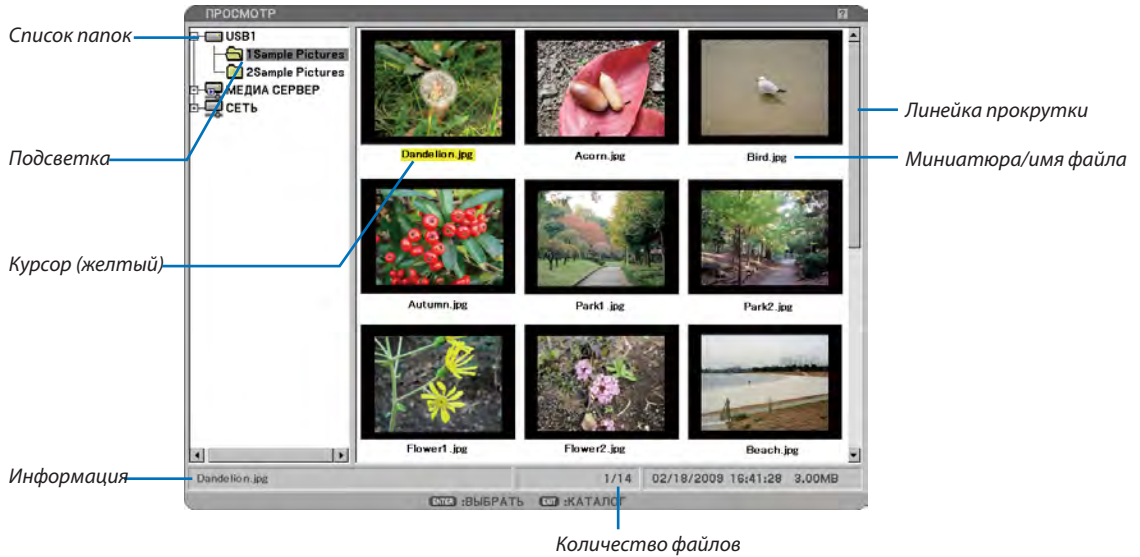 ПРОСМОТР ?
Список папок
USB1
1Sample Pictures
2Sample Pictures
МЕДИА СЕРВЕР
СЕТЬ
Линейка прокрутки
Подсветка
Dandelion.jpg
Acorn.jpg
Bird.jpg
Миниатюра/имя файла
Курсор (желтый)
Autumn.jpg
Park1.jpg
Park2.jpg
Flower1.jpg
Flower2.jpg
Beach.jpg
Информация
Dandelion.jpg
1/14
02/18/2009 16:41:28 3.00MB
ENTER :ВЫБРАТЬ EXIT :КАТАЛОГ
Количество файлов